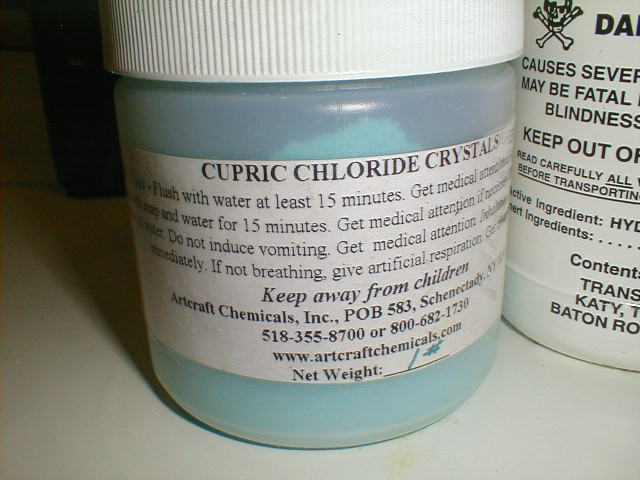 CUPRIC CHLORIDE CRYSTALS
- Flush with water at least 15 minutes. Get medical
soap and water for 15 minutes. Get medical attention if
water. Do not induce vomiting. Get medical attention.
Immediately. If not breathing, give artificial respiration. Get
Keep away from children
Artcraft Chemicals, Inc., POB 583, Schenectady, NY
518-355-8700 or 800-682-1730
www.artcraftchemicals.com
Net Weight: 1#
DA
CAUSES SEVER
MAY BE FATAL
BLINDNESS
KEEP OUT OF
READ CAREFULLY ALL
BEFORE TRANSPORTING
Active Ingredient: HYD
ert Ingredients: . . . .
Contents
TRANS
KATY, T
BATON RO